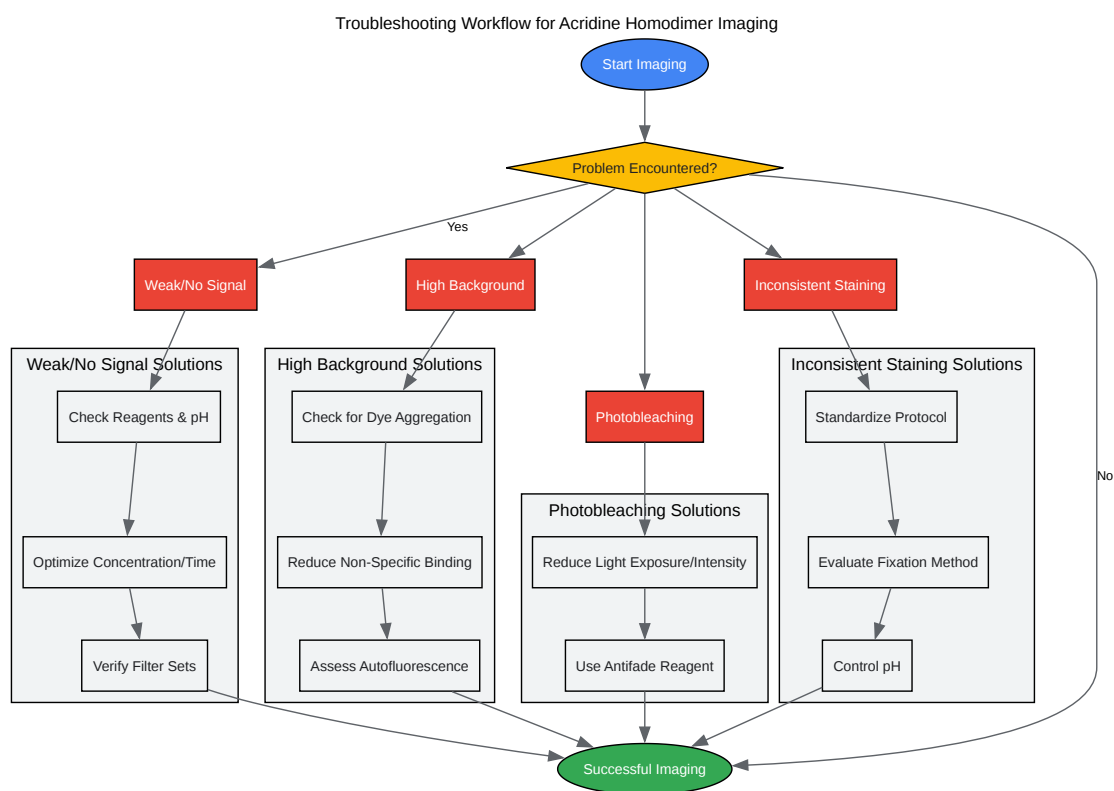 Troubleshooting Workflow for Acridine Homodimer Imaging
Start Imaging
Problem Encountered?
Yes
Weak/No Signal
High Background
Inconsistent Staining
Weak/No Signal Solutions
High Background Solutions
Inconsistent Staining Solutions
Check Reagents & pH
Check for Dye Aggregation
Photobleaching
Standardize Protocol
No
Photobleaching Solutions
Optimize Concentration/Time
Reduce Non-Specific Binding
Reduce Light Exposure/Intensity
Evaluate Fixation Method
Verify Filter Sets
Assess Autofluorescence
Use Antifade Reagent
Control pH
Successful Imaging